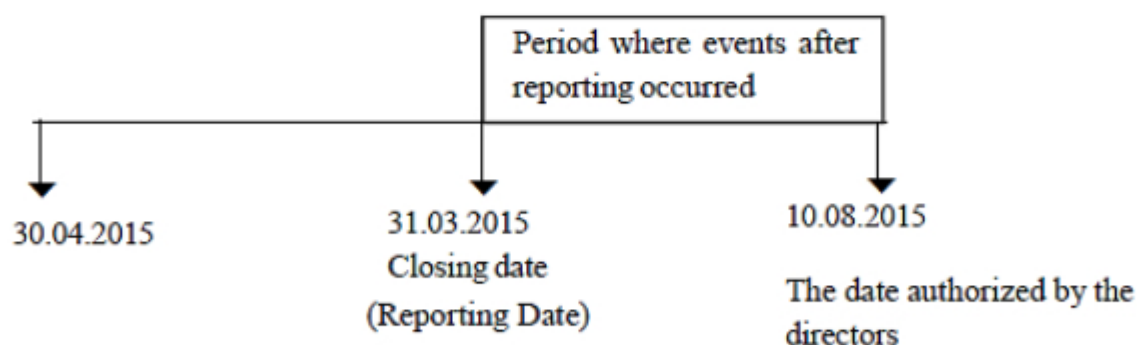 Period where events after
reporting occurred
30.04.2015
31.03.2015
Closing date
(Reporting Date)
10.08.2015
The date authorized by the
directors